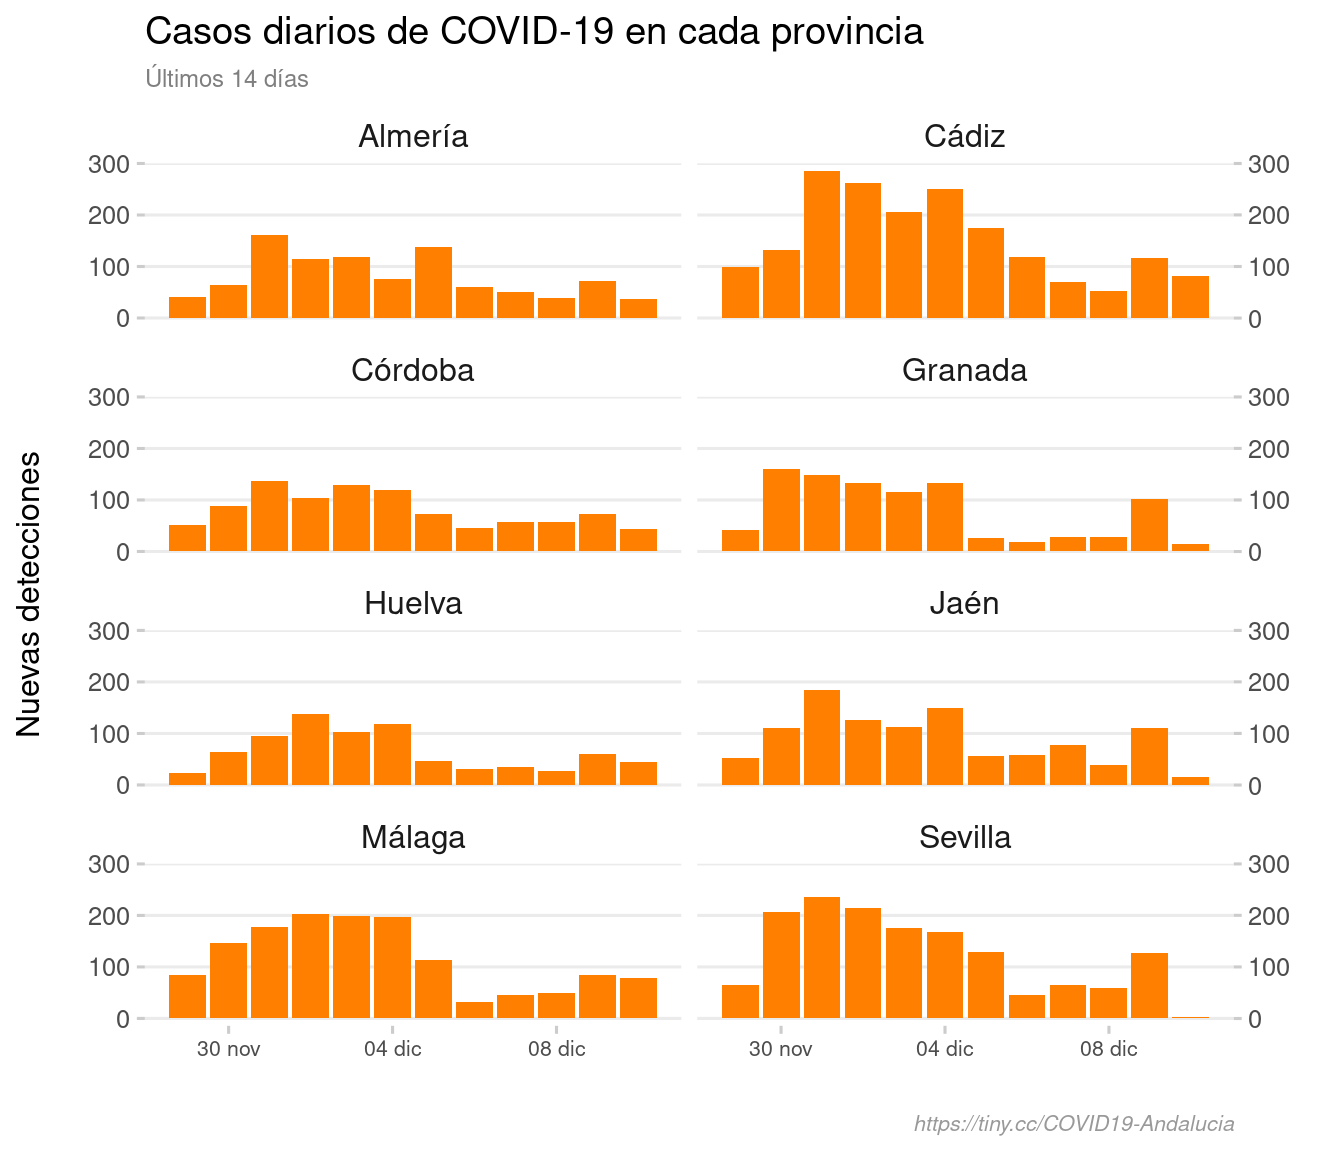 Casos diarios de COVID-19 en cada provincia
Últimos 14 días
Nuevas detecciones
Almería
Cádiz
300
200
100
0
300
200
100
0
Córdoba
Granada
300
200
100
0
300
200
100
0
Huelva
Jaén
300
200
100
0
300
200
100
0
Málaga
Sevilla
300
200
100
0
300
200
100
0
30 nov 04 dic 08 dic
30 nov 04 dic 08 dic
https://tiny.cc/COVID19-Andalucia